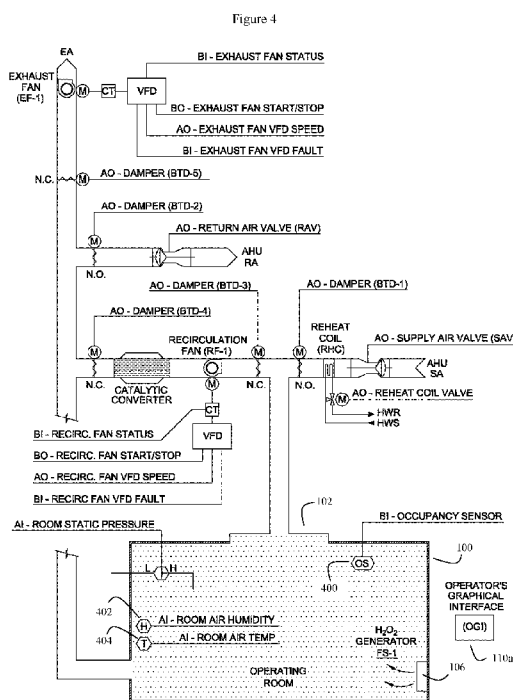 Figure 4
EA
BI - EXHAUST FAN STATUS
EXHAUST
FAN
(EF-1)
M
CT
VFD
BO - EXHAUST FAN START/STOP
AO - EXHAUST FAN VFD SPEED
BI - EXHAUST FAN VFD FAULT
N.C.
M
AO - DAMPER (BTD-5)
AO - DAMPER (BTD-2)
AO - RETURN AIR VALVE (RAV)
M
AHU
RA
N.O.
AO - DAMPER (BTD-3)
AO - DAMPER (BTD-1)
AO - DAMPER (BTD-4)
RECIRCULATION
FAN (RF-1)
REHEAT
COIL
(RHC)
AO - SUPPLY AIR VALVE (SAV
M
M
M
AHU
SA
N.C.
CATALYTIC
CONVERTER
M
N.C.
N.O.
M
AO - REHEAT COIL VALVE
HWR
HWS
CT
BI - RECIRC. FAN STATUS
VFD
BO - RECIRC. FAN START/STOP
AO - RECIRC. FAN VFD SPEED
BI - RECIRC FAN VFD FAULT
102
AI - ROOM STATIC PRESSURE
BI - OCCUPANCY SENSOR
L
H
OS
100
400
402
OPERATOR'S
GRAPHICAL
INTERFACE
(OGI)
H
AI - ROOM AIR HUMIDITY
404
T
AI - ROOM AIR TEMP
H₂O₂
GENERATOR
FS-1
110a
106
OPERATING
ROOM